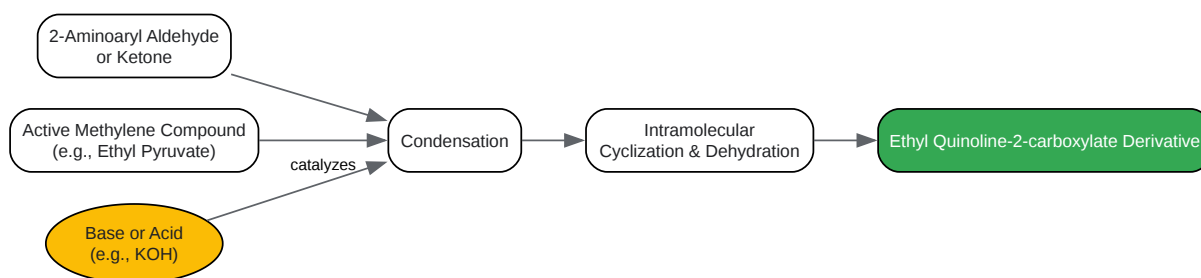 2-Aminoaryl Aldehyde
or Ketone
Active Methylene Compound
(e.g., Ethyl Pyruvate)
catalyzes
Base or Acid
(e.g., KOH)
Condensation
Intramolecular
Cyclization & Dehydration
Ethyl Quinoline-2-carboxylate Derivative